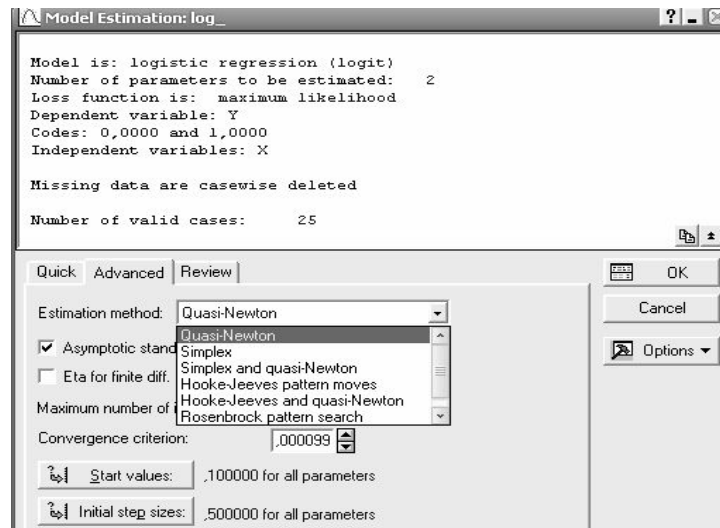 Model Estimation: log_
Model is: logistic regression (logit)
Number of parameters to be estimated: 2
Loss function is: maximum likelihood
Dependent variable: Y
Codes: 0,0000 and 1,0000
Independent variables: X
Missing data are casewise deleted
Number of valid cases: 25
Quick Advanced Review
OK
Cancel
Options
Estimation method: Quasi-Newton
Quasi-Newton
Simplex
Simplex and quasi-Newton
Hooke-Jeeves pattern moves
Hooke-Jeeves and quasi-Newton
Rosenbrock pattern search
Asymptotic stand
Eta for finite diff.
Maximum number of i
Convergence criterion: ,000099
Start values: ,100000 for all parameters
Initial step sizes: ,500000 for all parameters